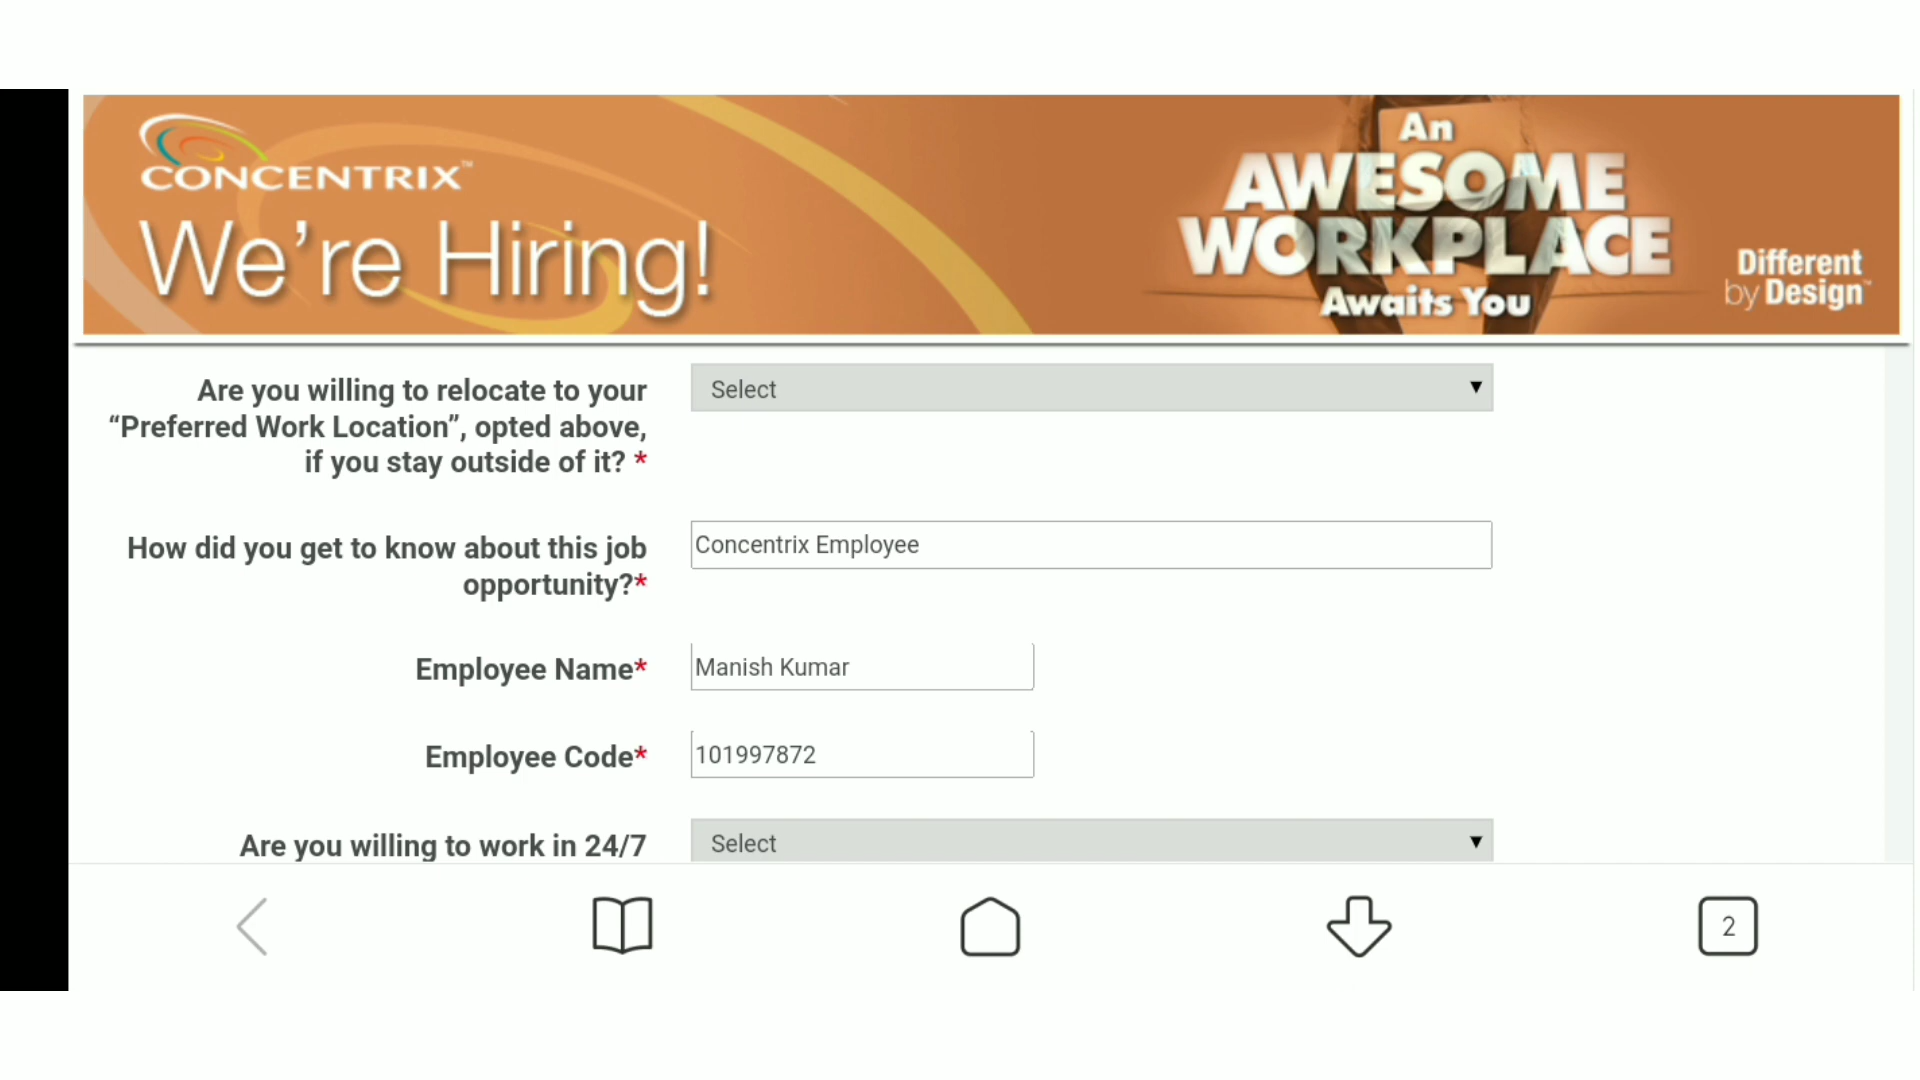 CONCENTRIX™
We're Hiring!
An
AWESOME
WORKPLACE
Awaits You
Different
by Design™
Are you willing to relocate to your
“Preferred Work Location”, opted above,
if you stay outside of it? *
Select
How did you get to know about this job
opportunity?*
Concentrix Employee
Employee Name*
Manish Kumar
Employee Code*
101997872
Are you willing to work in 24/7
Select
2